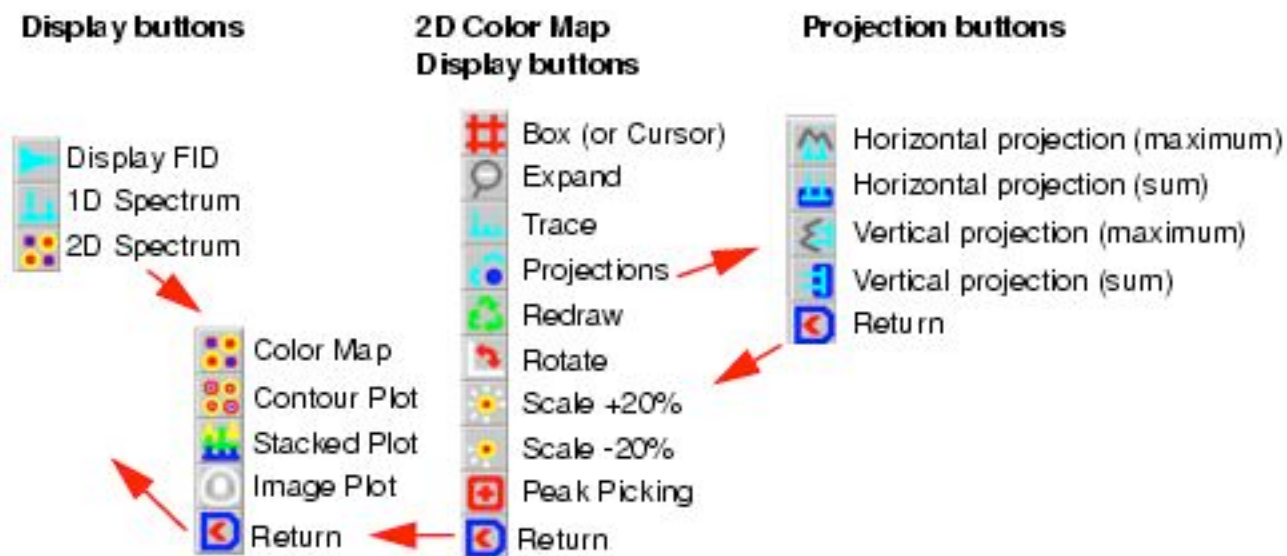 Display buttons
2D Color Map
Display buttons
Projection buttons
Display FID
1D Spectrum
2D Spectrum
Color Map
Contour Plot
Stacked Plot
Image Plot
Return
Box (or Cursor)
Expand
Trace
Projections
Redraw
Rotate
Scale +20%
Scale -20%
Peak Picking
Return
Horizontal projection (maximum)
Horizontal projection (sum)
Vertical projection (maximum)
Vertical projection (sum)
Return